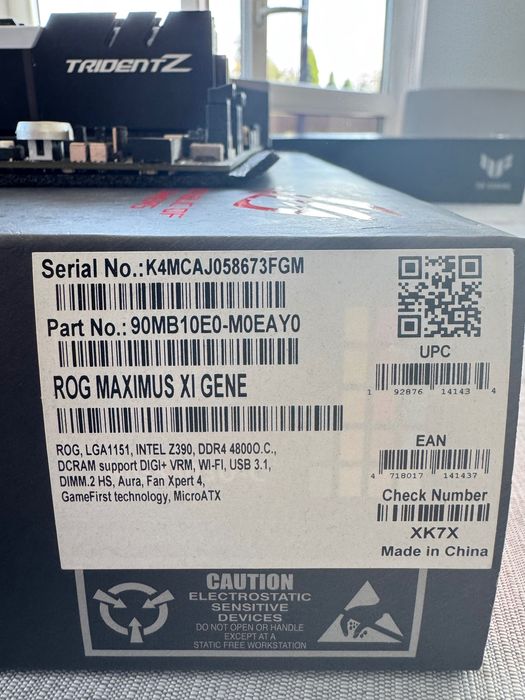 TRIDENTZ
Serial No.:K4MCAJ058673FGM
Part No.: 90MB10E0-M0EAY0
ROG MAXIMUS XI GENE
ROG, LGA1151, INTEL Z390, DDR4 4800O.C.,
DCRAM support DIGI+ VRM, WI-FI, USB 3.1,
DIMM.2 HS, Aura, Fan Xpert 4,
GameFirst technology, MicroATX
UPC
1 92876 14143 4
EAN
4 718017 141437
Check Number
XK7X
Made in China
CAUTION
ELECTROSTATIC
SENSITIVE
DEVICES
DO NOT OPEN OR HANDLE
EXCEPT AT A
STATIC FREE WORKSTATION